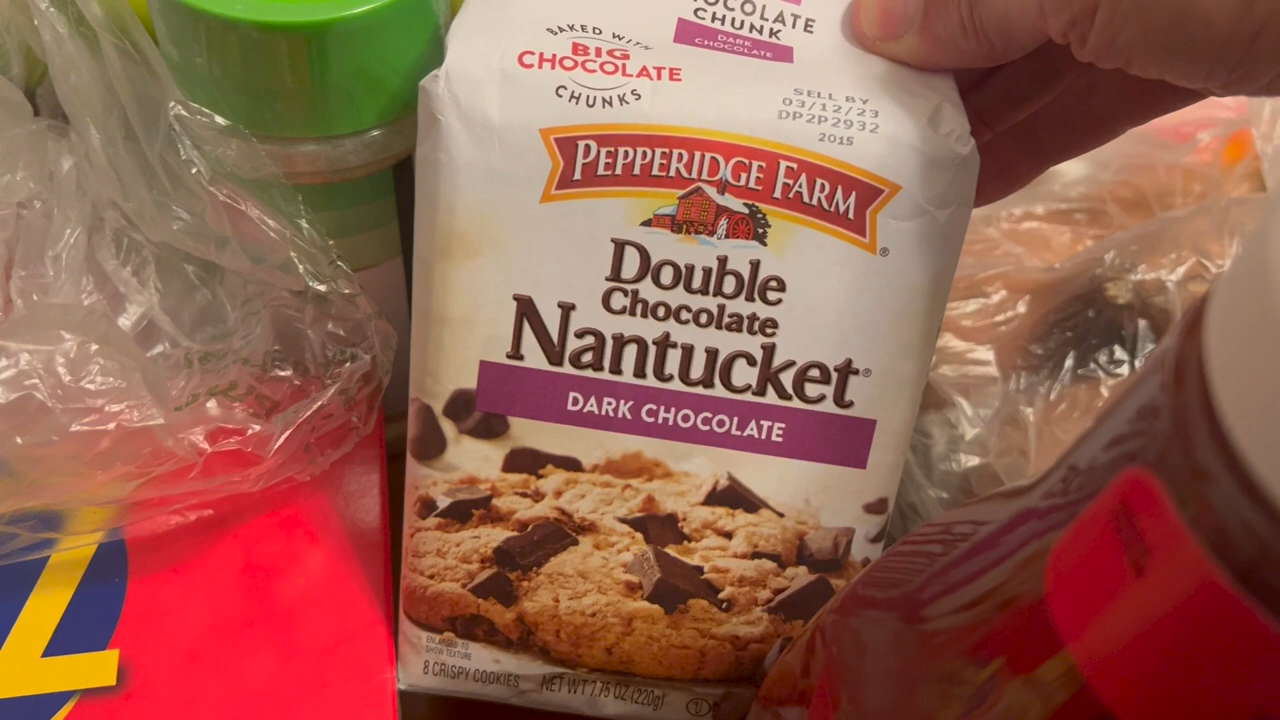 CHOCOLATE
CHUNK
DARK
CHOCOLATE
BAKED WITH
BIG
CHOCOLATE
CHUNKS
SELL BY
03/12/23
DP2P2932
2015
PEPPERIDGE FARM®
Double
Chocolate
Nantucket®
DARK CHOCOLATE
ENLARGED TO
SHOW TEXTURE
8 CRISPY COOKIES NET WT 7.75 OZ (220g)